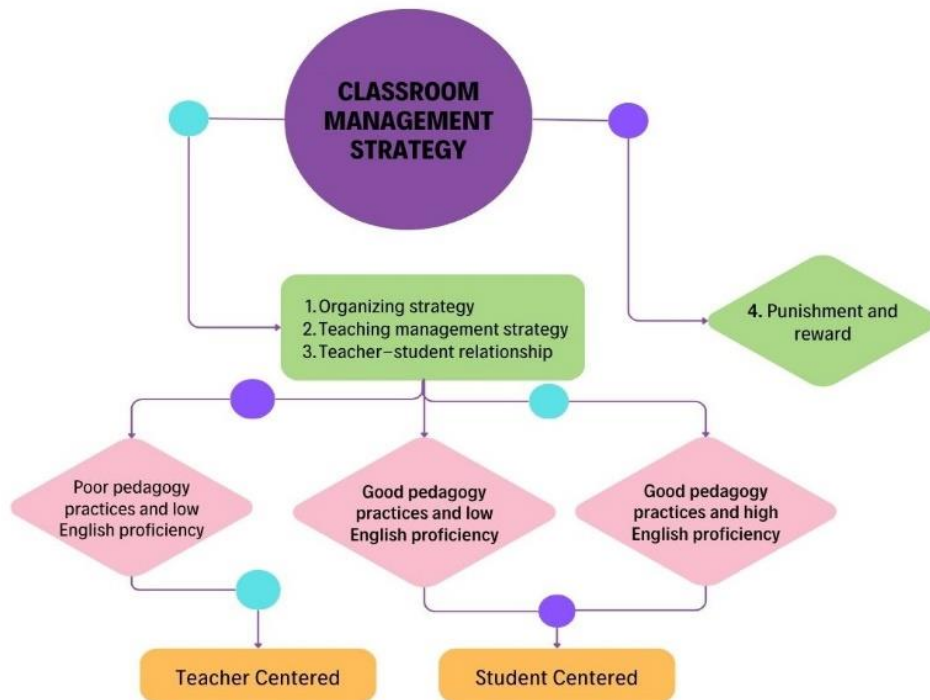 CLASSROOM
MANAGEMENT
STRATEGY
1. Organizing strategy
2. Teaching management strategy
3. Teacher–student relationship
4. Punishment and
reward
Poor pedagogy
practices and low
English proficiency
Good pedagogy
practices and low
English proficiency
Good pedagogy
practices and high
English proficiency
Teacher Centered
Student Centered